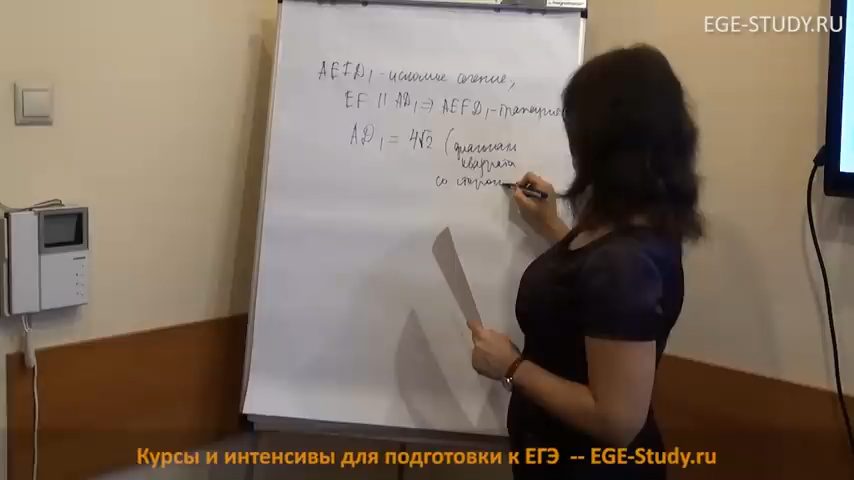 EGE-STUDY.RU
AEFD₁ - искомое сечение,
EF || AD₁ => AEFD₁ - трапеция
AD₁ = 4√2 (диагональ
квадрата
со сторон
Курсы и интенсивы для подготовки к ЕГЭ -- EGE-Study.ru